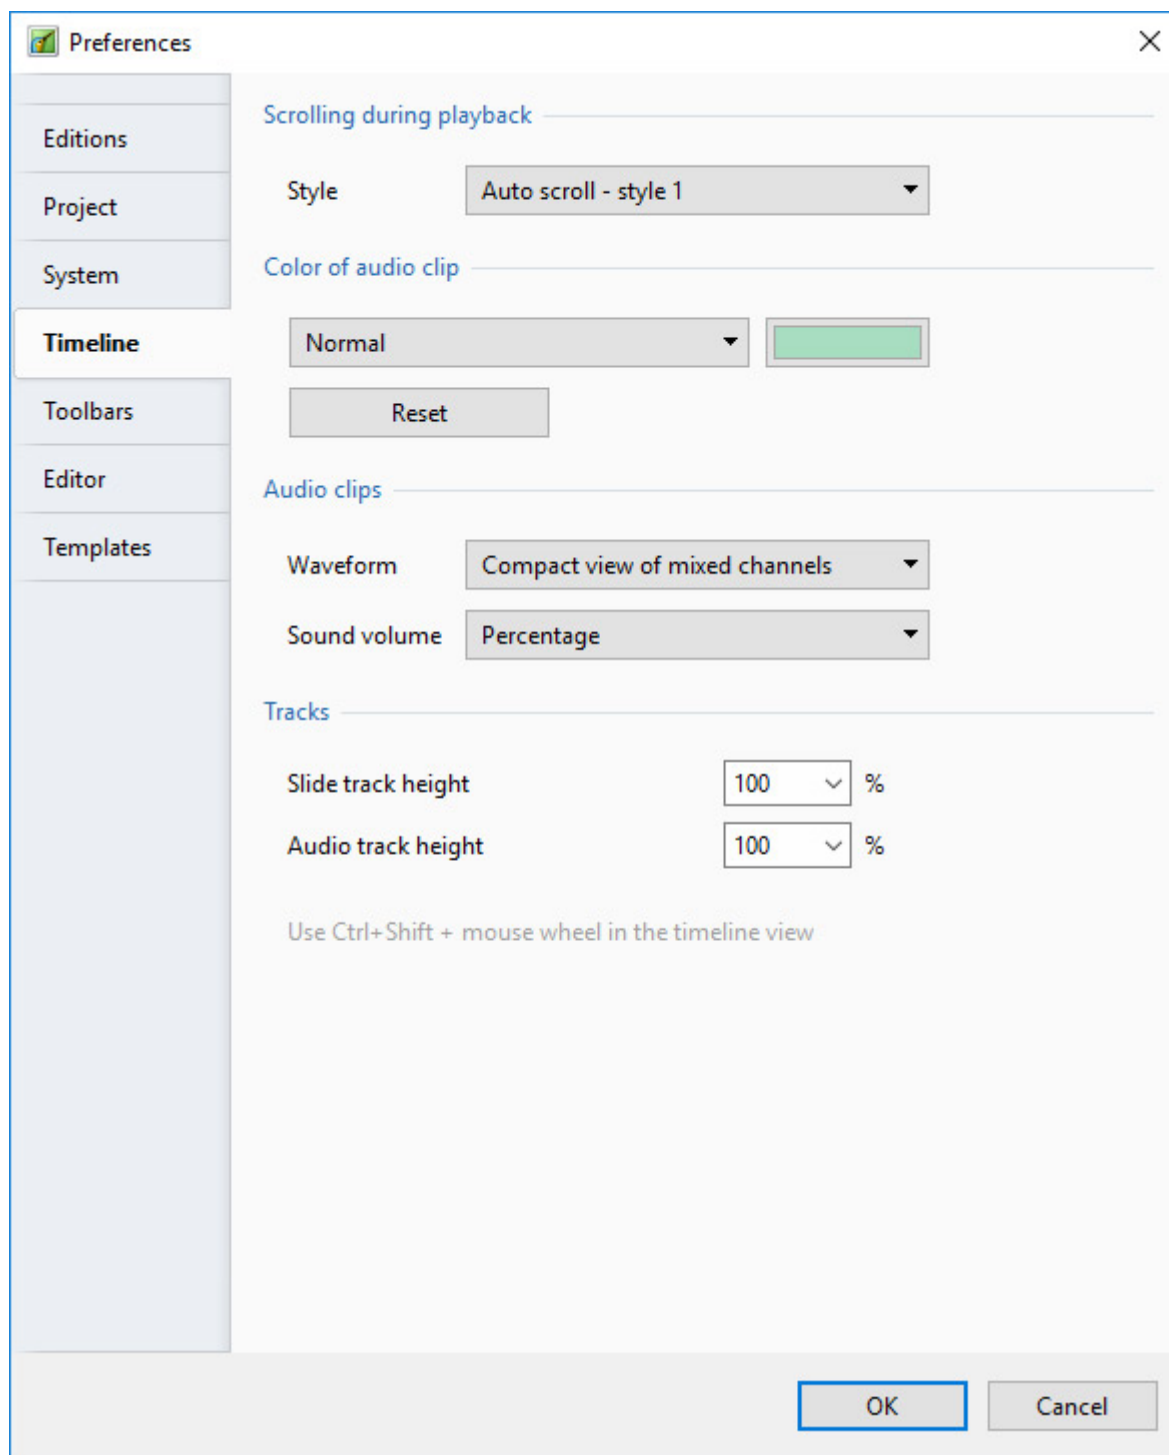 Preferences
Editions
Project
System
Timeline
Toolbars
Editor
Templates
Scrolling during playback
Style Auto scroll - style 1
Color of audio clip
Normal
Reset
Audio clips
Waveform Compact view of mixed channels
Sound volume Percentage
Tracks
Slide track height 100 %
Audio track height 100 %
Use Ctrl+Shift + mouse wheel in the timeline view
OK Cancel